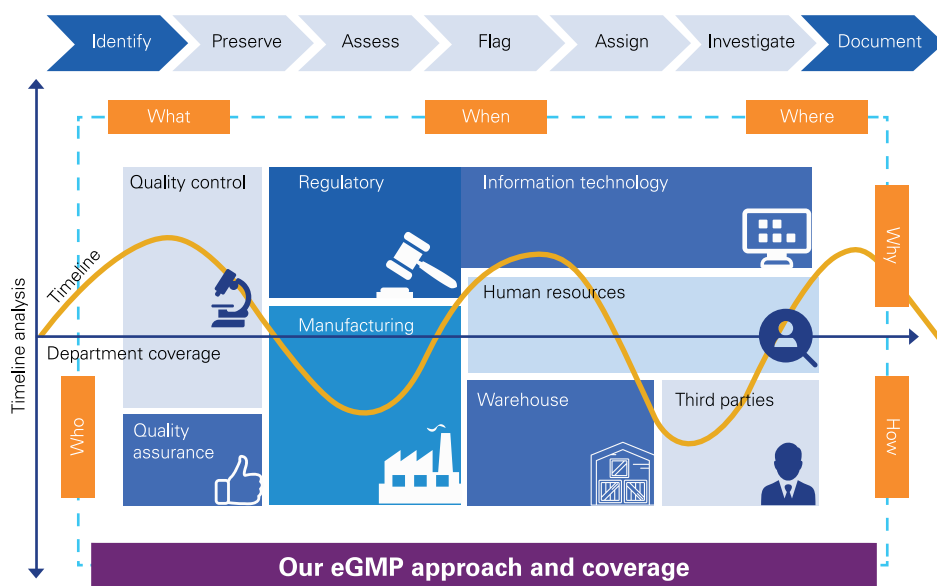 Identify
Preserve
Assess
Flag
Assign
Investigate
Document
What
When
Where
Quality control
Regulatory
Information technology
Why
Timeline
Timeline analysis
Human resources
Manufacturing
Department coverage
Who
Quality
assurance
Warehouse
Third parties
How
Our eGMP approach and coverage